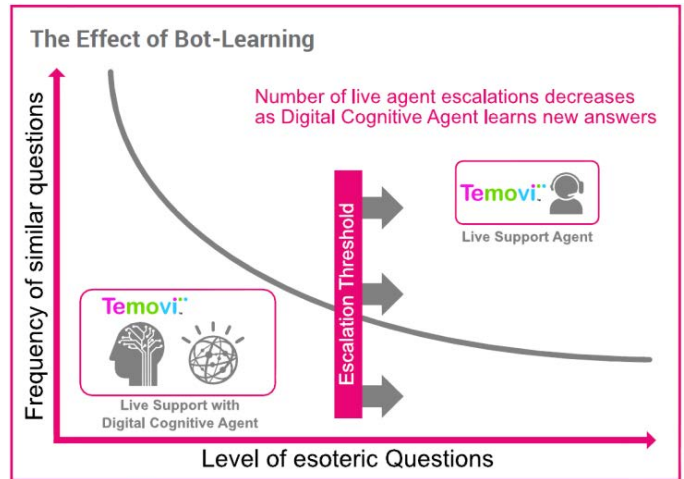 The Effect of Bot-Learning
Number of live agent escalations decreases
as Digital Cognitive Agent learns new answers
Frequency of similar questions
Escalation Threshold
Temovi
Live Support Agent
Temovi
Live Support with
Digital Cognitive Agent
Level of esoteric Questions